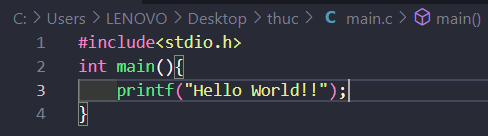 C: > Users > LENOVO > Desktop > thuc > C main.c > main()
1 #include<stdio.h>
2 int main(){
3     printf("Hello World!!");
4 }